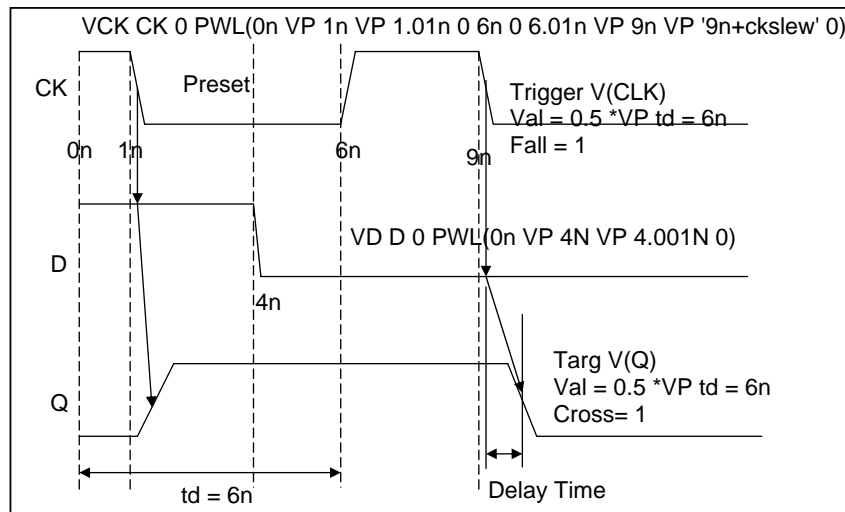 VCK CK 0 PWL(0n VP 1n VP 1.01n 0 6n 0 6.01n VP 9n VP '9n+ckslew' 0)
CK
Preset
Trigger V(CLK)
Val = 0.5 *VP td = 6n
Fall = 1
0n
1n
6n
9n
VD D 0 PWL(0n VP 4N VP 4.001N 0)
D
4n
Targ V(Q)
Val = 0.5 *VP td = 6n
Cross= 1
Q
td = 6n
Delay Time